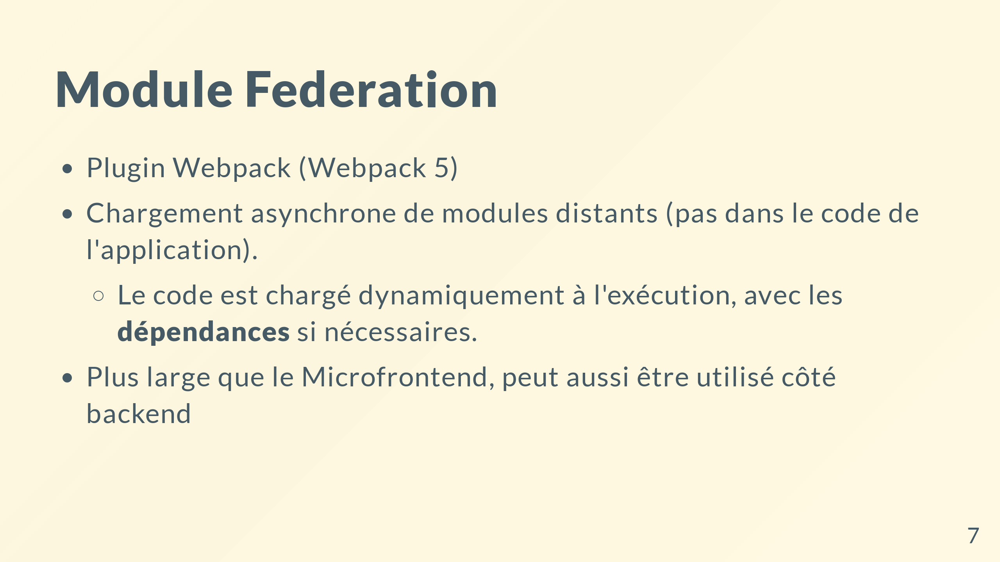 Module Federation
• Plugin Webpack (Webpack 5)
• Chargement asynchrone de modules distants (pas dans le code de
l'application).
○ Le code est chargé dynamiquement à l'exécution, avec les
dépendances si nécessaires.
• Plus large que le Microfrontend, peut aussi être utilisé côté
backend
7